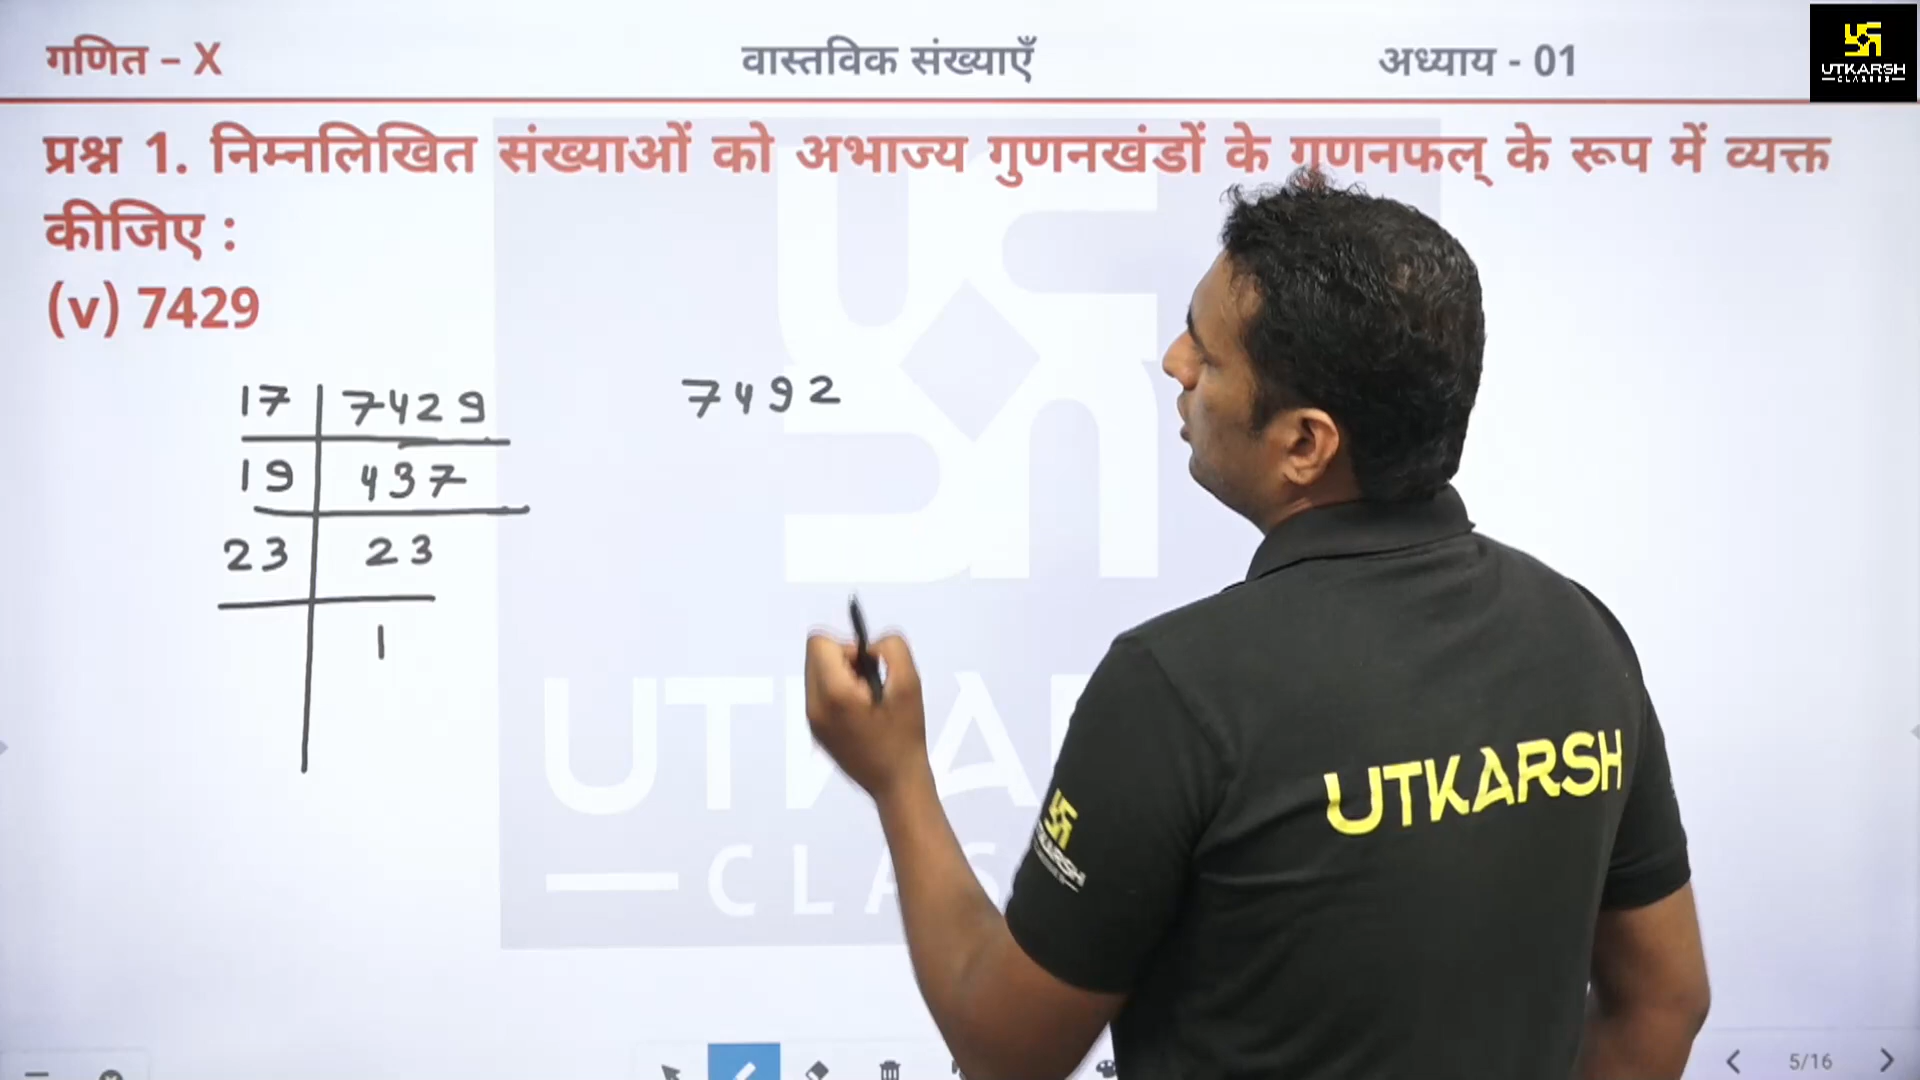 गणित – X वास्तविक संख्याएँ अध्याय - 01
UTKARSH
CLASSES
प्रश्न 1. निम्नलिखित संख्याओं को अभाज्य गुणनखंडों के गुणनफल् के रूप में व्यक्त
कीजिए :
(v) 7429
17 7429
19 437
23 23
1
7492
UTKARSH
5/16